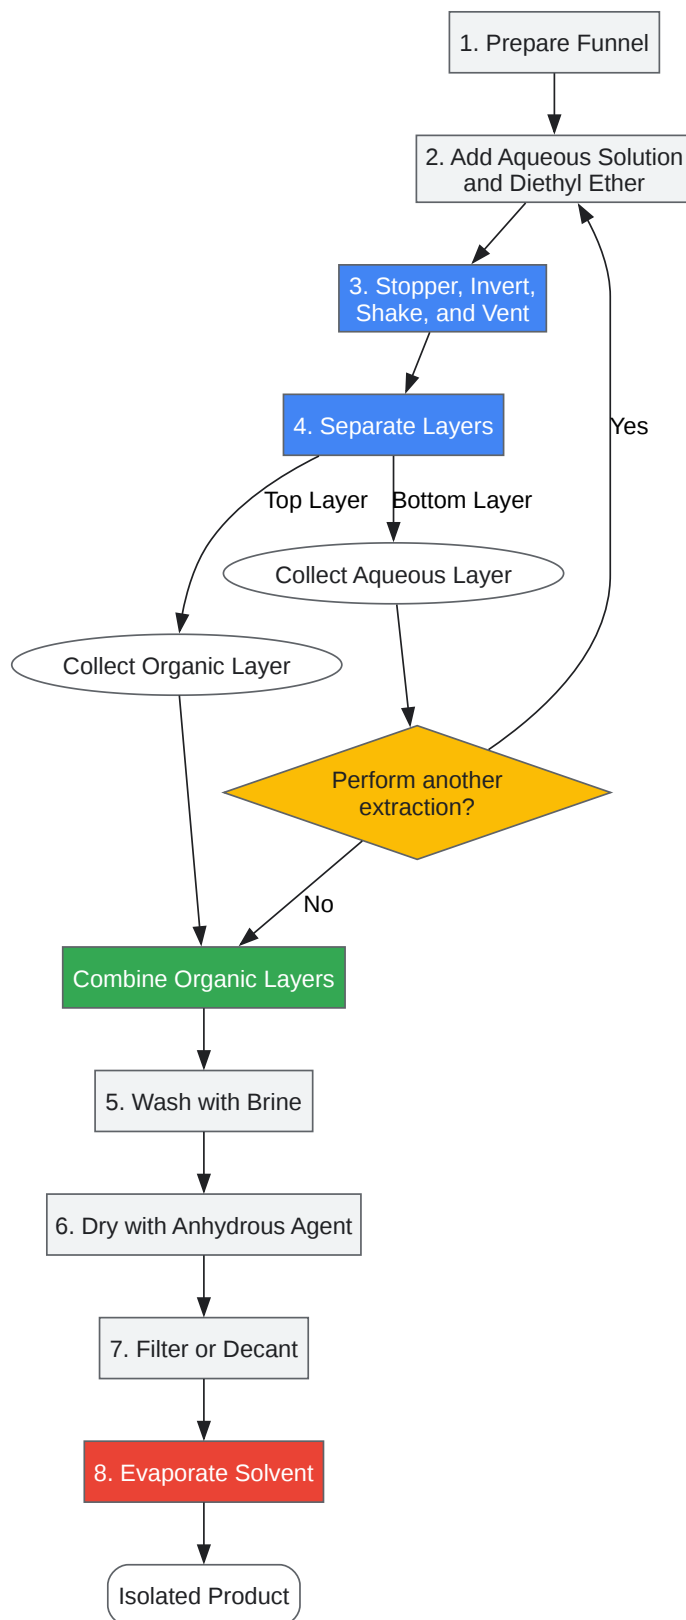 1. Prepare Funnel
2. Add Aqueous Solution
and Diethyl Ether
3. Stopper, Invert,
Shake, and Vent
Yes
4. Separate Layers
Top Layer
Bottom Layer
Collect Aqueous Layer
Collect Organic Layer
Perform another
extraction?
No
Combine Organic Layers
5. Wash with Brine
6. Dry with Anhydrous Agent
7. Filter or Decant
8. Evaporate Solvent
Isolated Product